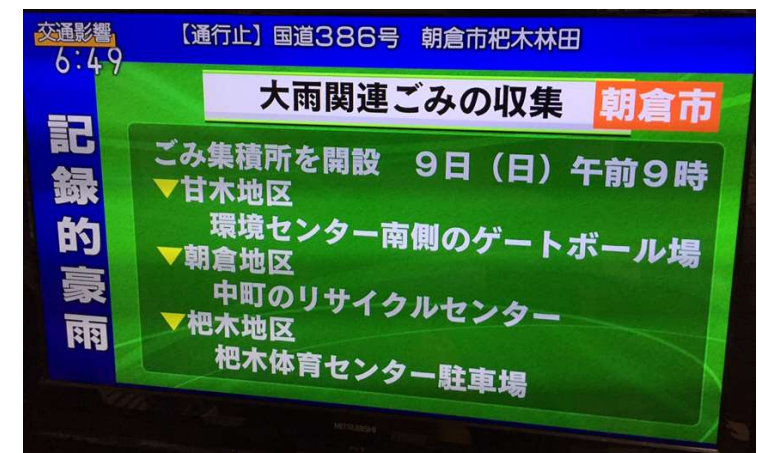 交通影響
【通行止】国道386号 朝倉市杷木林田
6:49
大雨関連ごみの収集 朝倉市
記録的豪雨
ごみ集積所を開設 9日(日)午前9時
▼甘木地区
環境センター南側のゲートボール場
▼朝倉地区
中町のリサイクルセンター
▼杷木地区
杷木体育センター駐車場
MITSUBISHI